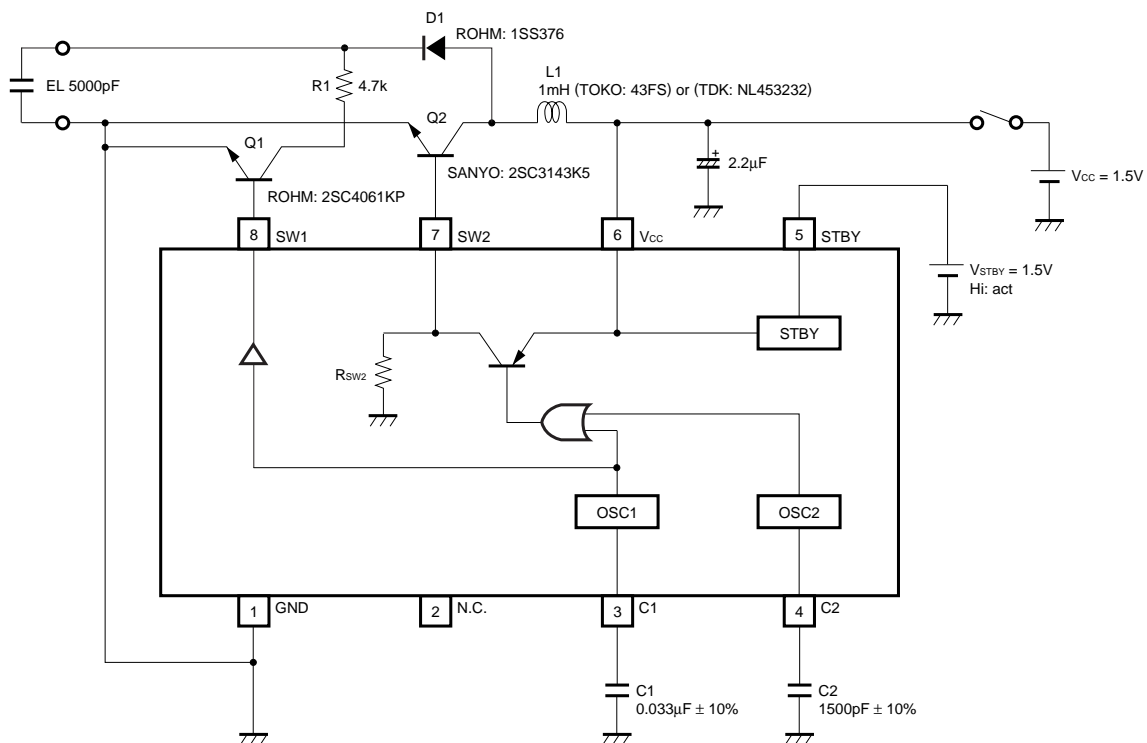 D1
ROHM: 1SS376
EL 5000pF
R1
4.7k
L1
1mH (TOKO: 43FS) or (TDK: NL453232)
Q2
Q1
SANYO: 2SC3143K5
ROHM: 2SC4061KP
+
2.2µF
VCC = 1.5V
8
SW1
7
SW2
6
VCC
5
STBY
VSTBY = 1.5V
Hi: act
STBY
RSW2
OSC1
OSC2
1
GND
2
N.C.
3
C1
4
C2
C1
0.033µF ± 10%
C2
1500pF ± 10%